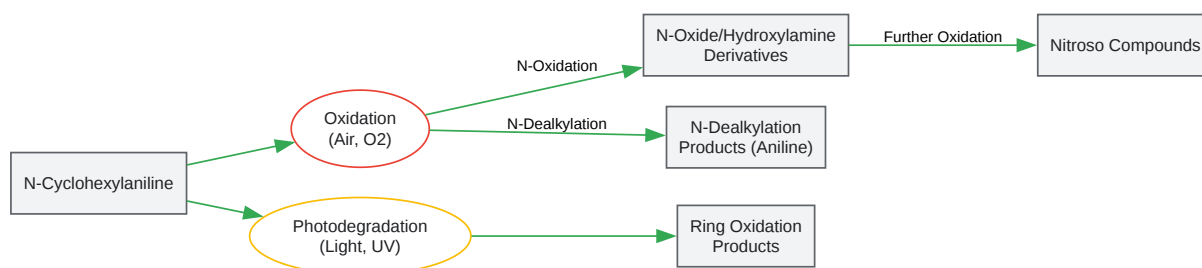 N-Cyclohexylaniline
Oxidation
(Air, O2)
Photodegradation
(Light, UV)
N-Oxidation
N-Dealkylation
N-Oxide/Hydroxylamine
Derivatives
N-Dealkylation
Products (Aniline)
Ring Oxidation
Products
Further Oxidation
Nitroso Compounds